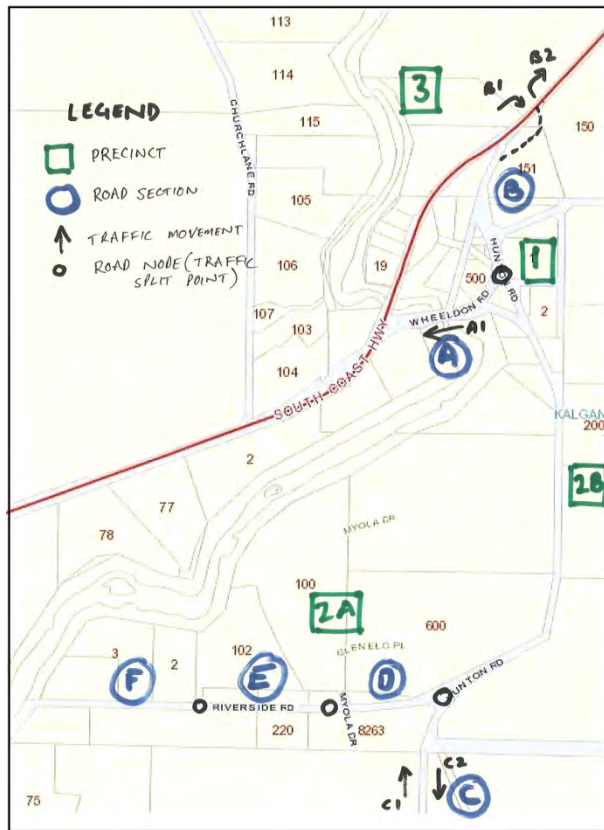 113
114
115
3
B1
B2
150
LEGEND
PRECINCT
ROAD SECTION
TRAFFIC MOVEMENT
ROAD NODE (TRAFFIC
SPLIT POINT)
CHURCHLANE RD
105
106
107
103
104
19
151
B
500
1
2
WHEELDON RD
A1
A
SOUTH COAST HWY
KALGAN
200
2
77
78
2B
MYOLA DR
100
2A
600
GLENELG PL
3
2
102
F
E
D
UNTON RD
RIVERSIDE RD
MYOLA DR
220
8263
75
C1
C2
C